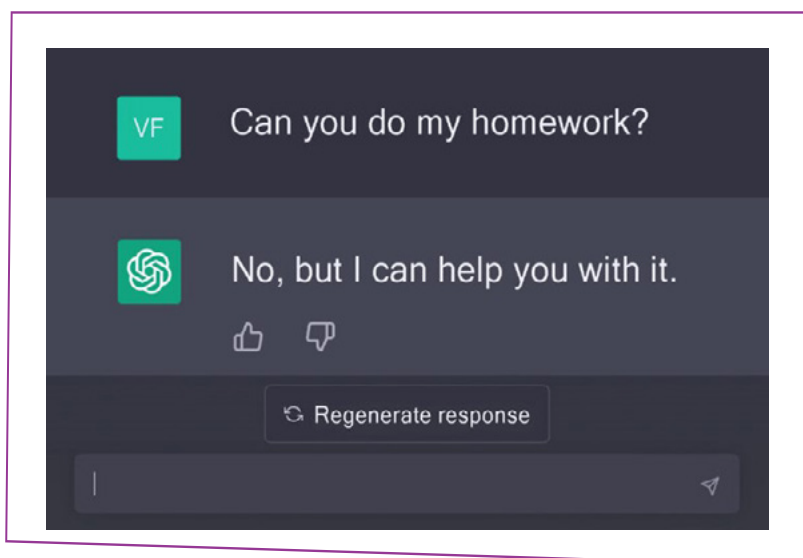 VF
Can you do my homework?
No, but I can help you with it.
Regenerate response